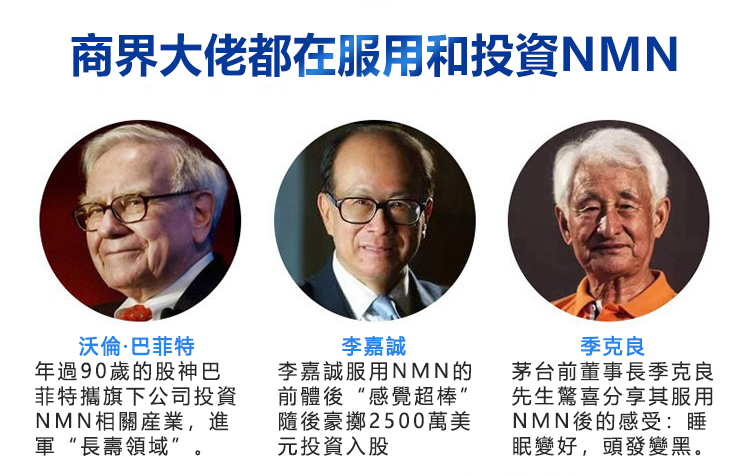 商界大佬都在服用和投資NMN
沃倫·巴菲特
年過90歲的股神巴
菲特攜旗下公司投資
NMN相關産業，進
軍“長壽領域”。
李嘉誠
李嘉誠服用NMN的
前體後“感覺超棒”
隨後豪擲2500萬美
元投資入股
季克良
茅台前董事長季克良
先生驚喜分享其服用
NMN後的感受：睡
眠變好，頭發變黑。